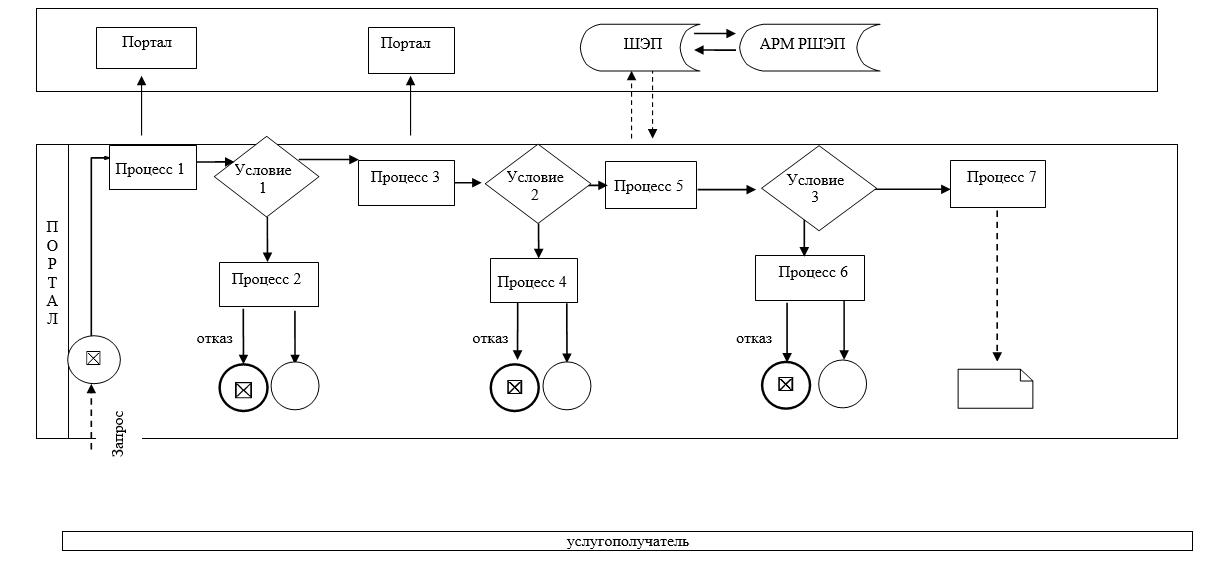 Портал
Портал
ШЭП
АРМ РШЭП
ПОРТАЛ
Процесс 1
Условие
1
Процесс 3
Условие
2
Процесс 5
Условие
3
Процесс 7
Процесс 2
Процесс 4
Процесс 6
отказ
отказ
отказ
Запрос
услугополучатель